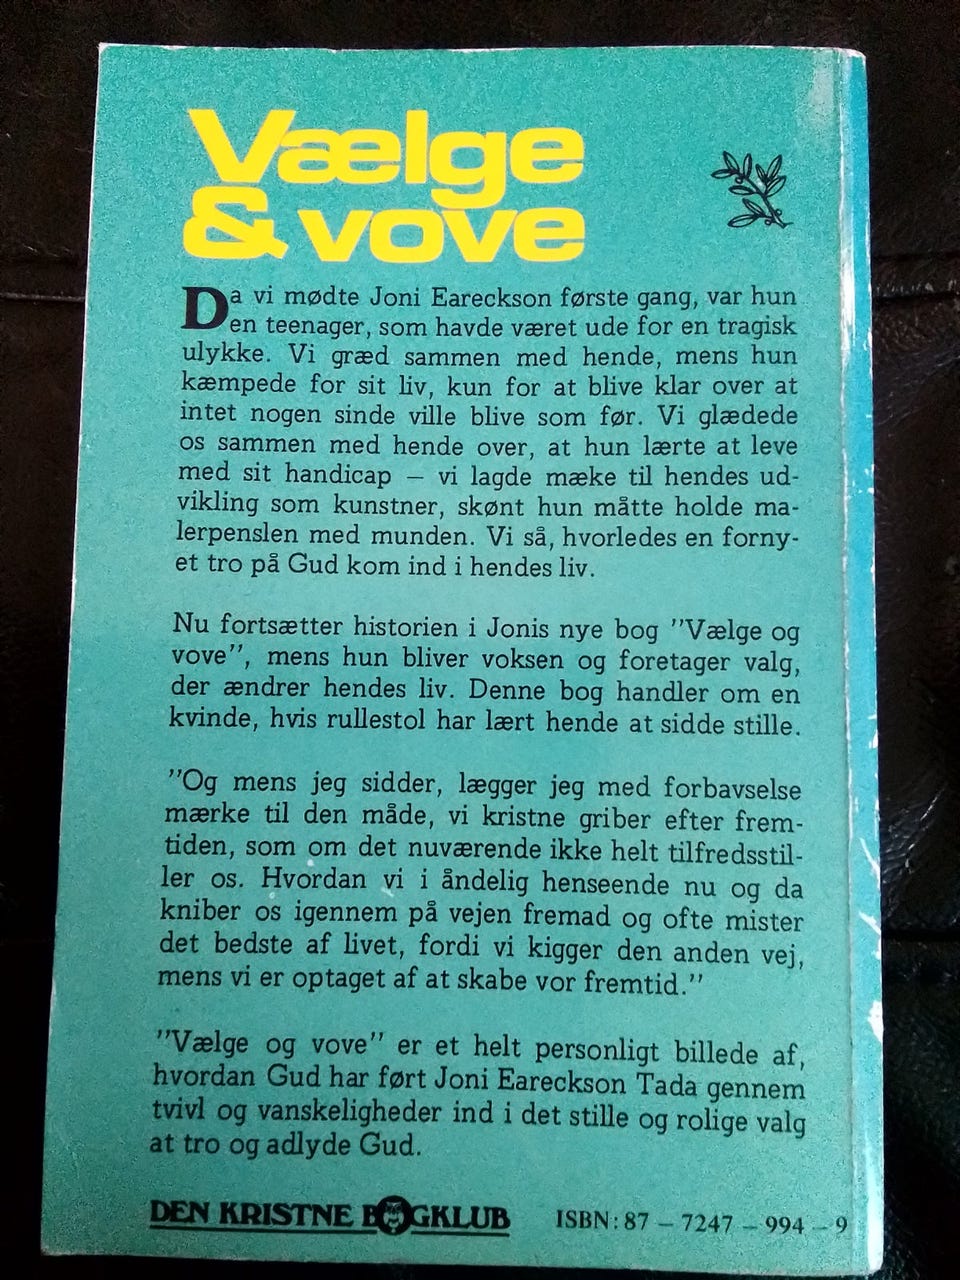 Vælge
& vove
Da vi mødte Joni Eareckson første gang, var hun
en teenager, som havde været ude for en tragisk
ulykke. Vi græd sammen med hende, mens hun
kæmpede for sit liv, kun for at blive klar over at
intet nogen sinde ville blive som før. Vi glædede
os sammen med hende over, at hun lærte at leve
med sit handicap – vi lagde mæke til hendes ud-
vikling som kunstner, skønt hun måtte holde ma-
lerpenslen med munden. Vi så, hvorledes en forny-
et tro på Gud kom ind i hendes liv.
Nu fortsætter historien i Jonis nye bog ”Vælge og
vove”, mens hun bliver voksen og foretager valg,
der ændrer hendes liv. Denne bog handler om en
kvinde, hvis rullestol har lært hende at sidde stille.
”Og mens jeg sidder, lægger jeg med forbavselse
mærke til den måde, vi kristne griber efter frem-
tiden, som om det nuværende ikke helt tilfredsstil-
ler os. Hvordan vi i åndelig henseende nu og da
kniber os igennem på vejen fremad og ofte mister
det bedste af livet, fordi vi kigger den anden vej,
mens vi er optaget af at skabe vor fremtid.”
”Vælge og vove” er et helt personligt billede af,
hvordan Gud har ført Joni Eareckson Tada gennem
tvivl og vanskeligheder ind i det stille og rolige valg
at tro og adlyde Gud.
DEN KRISTNE BOGKLUB ISBN: 87 – 7247 – 994 – 9